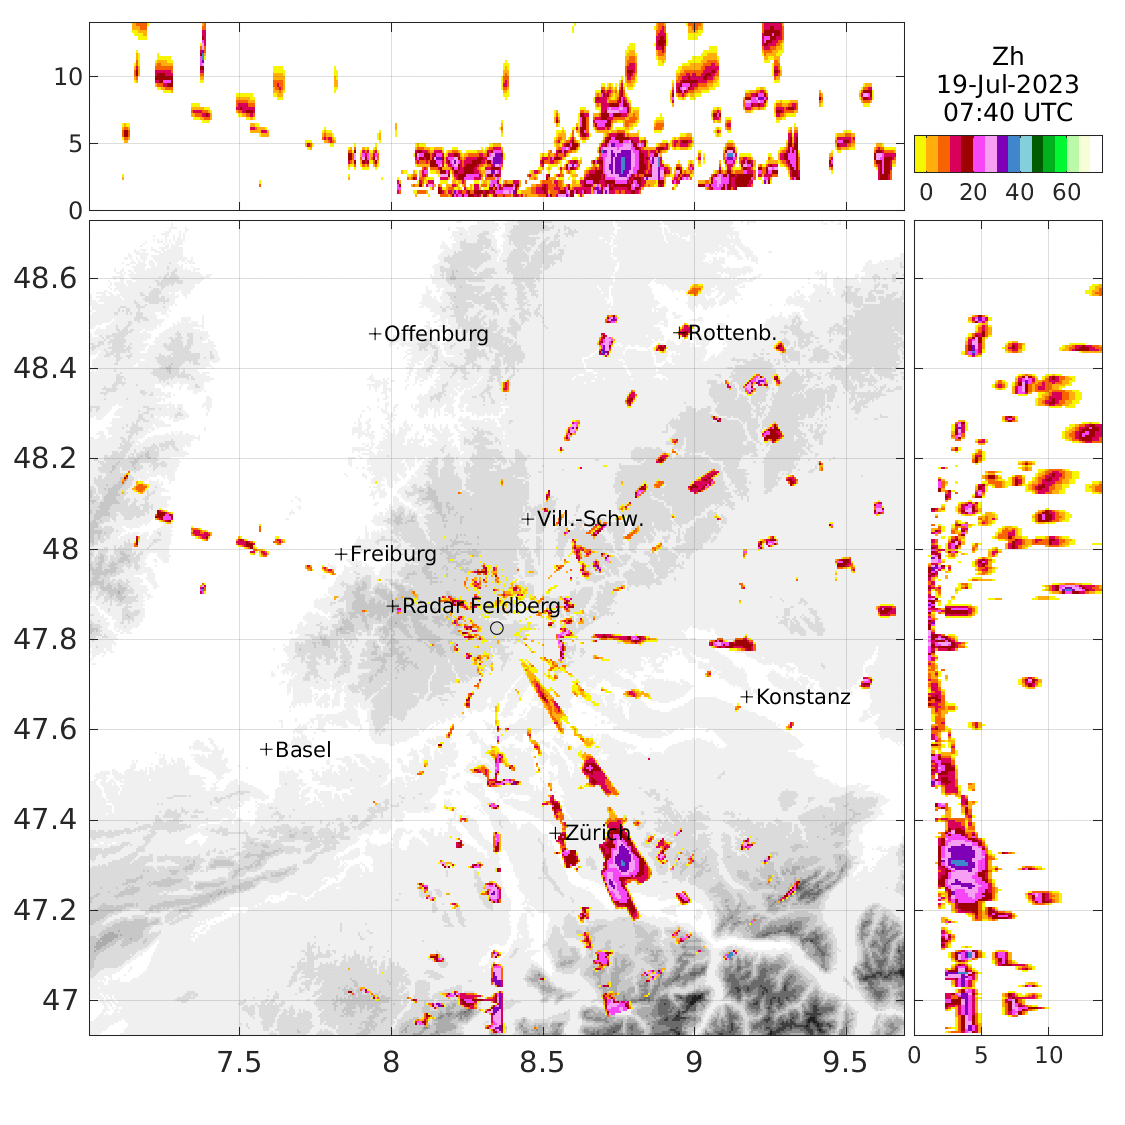 Zh
19-Jul-2023
07:40 UTC
0 20 40 60
10
5
0
48.6
48.4
48.2
48
47.8
47.6
47.4
47.2
47
+Offenburg
+Rottenb.
+Vill.-Schw.
+Freiburg
+Radar Feldberg
+Konstanz
+Basel
+Zürich
7.5 8 8.5 9 9.5
0 5 10